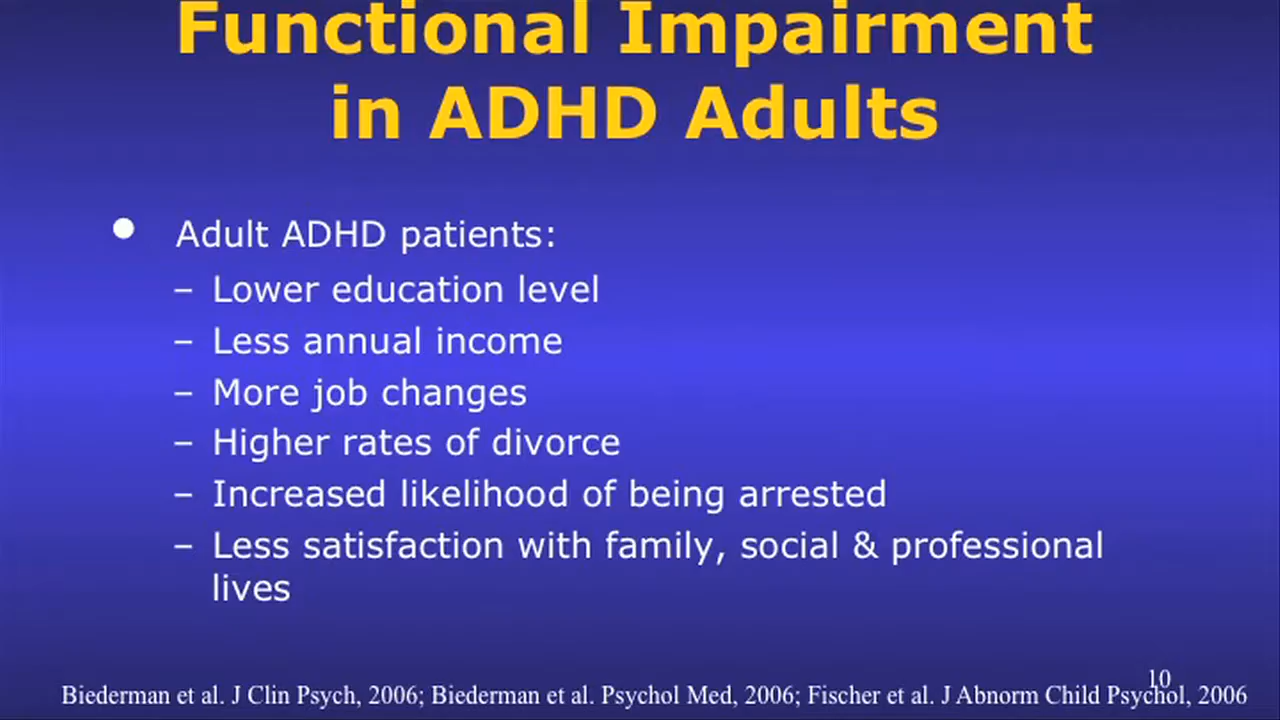 Functional Impairment
in ADHD Adults
● Adult ADHD patients:
– Lower education level
– Less annual income
– More job changes
– Higher rates of divorce
– Increased likelihood of being arrested
– Less satisfaction with family, social & professional
lives
10
Biederman et al. J Clin Psych, 2006; Biederman et al. Psychol Med, 2006; Fischer et al. J Abnorm Child Psychol, 2006